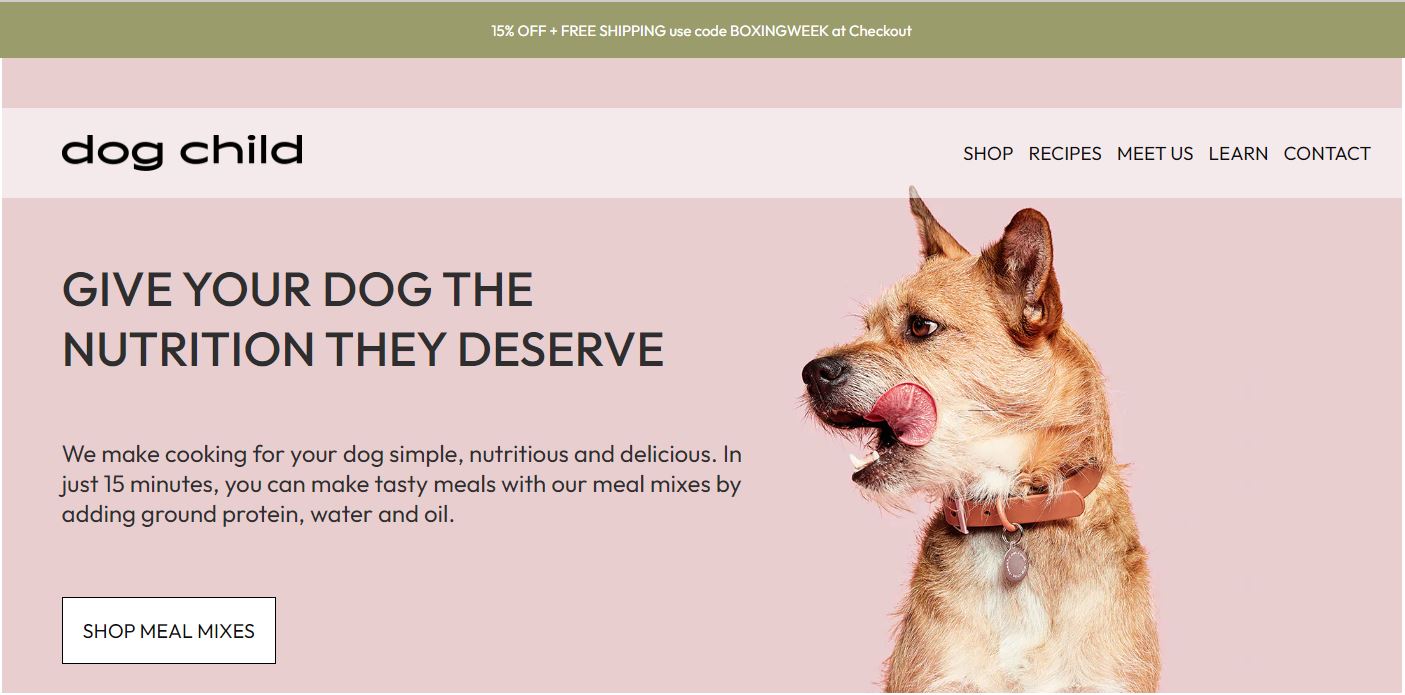 15% OFF + FREE SHIPPING use code BOXINGWEEK at Checkout
dog child
SHOP RECIPES MEET US LEARN CONTACT
GIVE YOUR DOG THE
NUTRITION THEY DESERVE
We make cooking for your dog simple, nutritious and delicious. In
just 15 minutes, you can make tasty meals with our meal mixes by
adding ground protein, water and oil.
SHOP MEAL MIXES